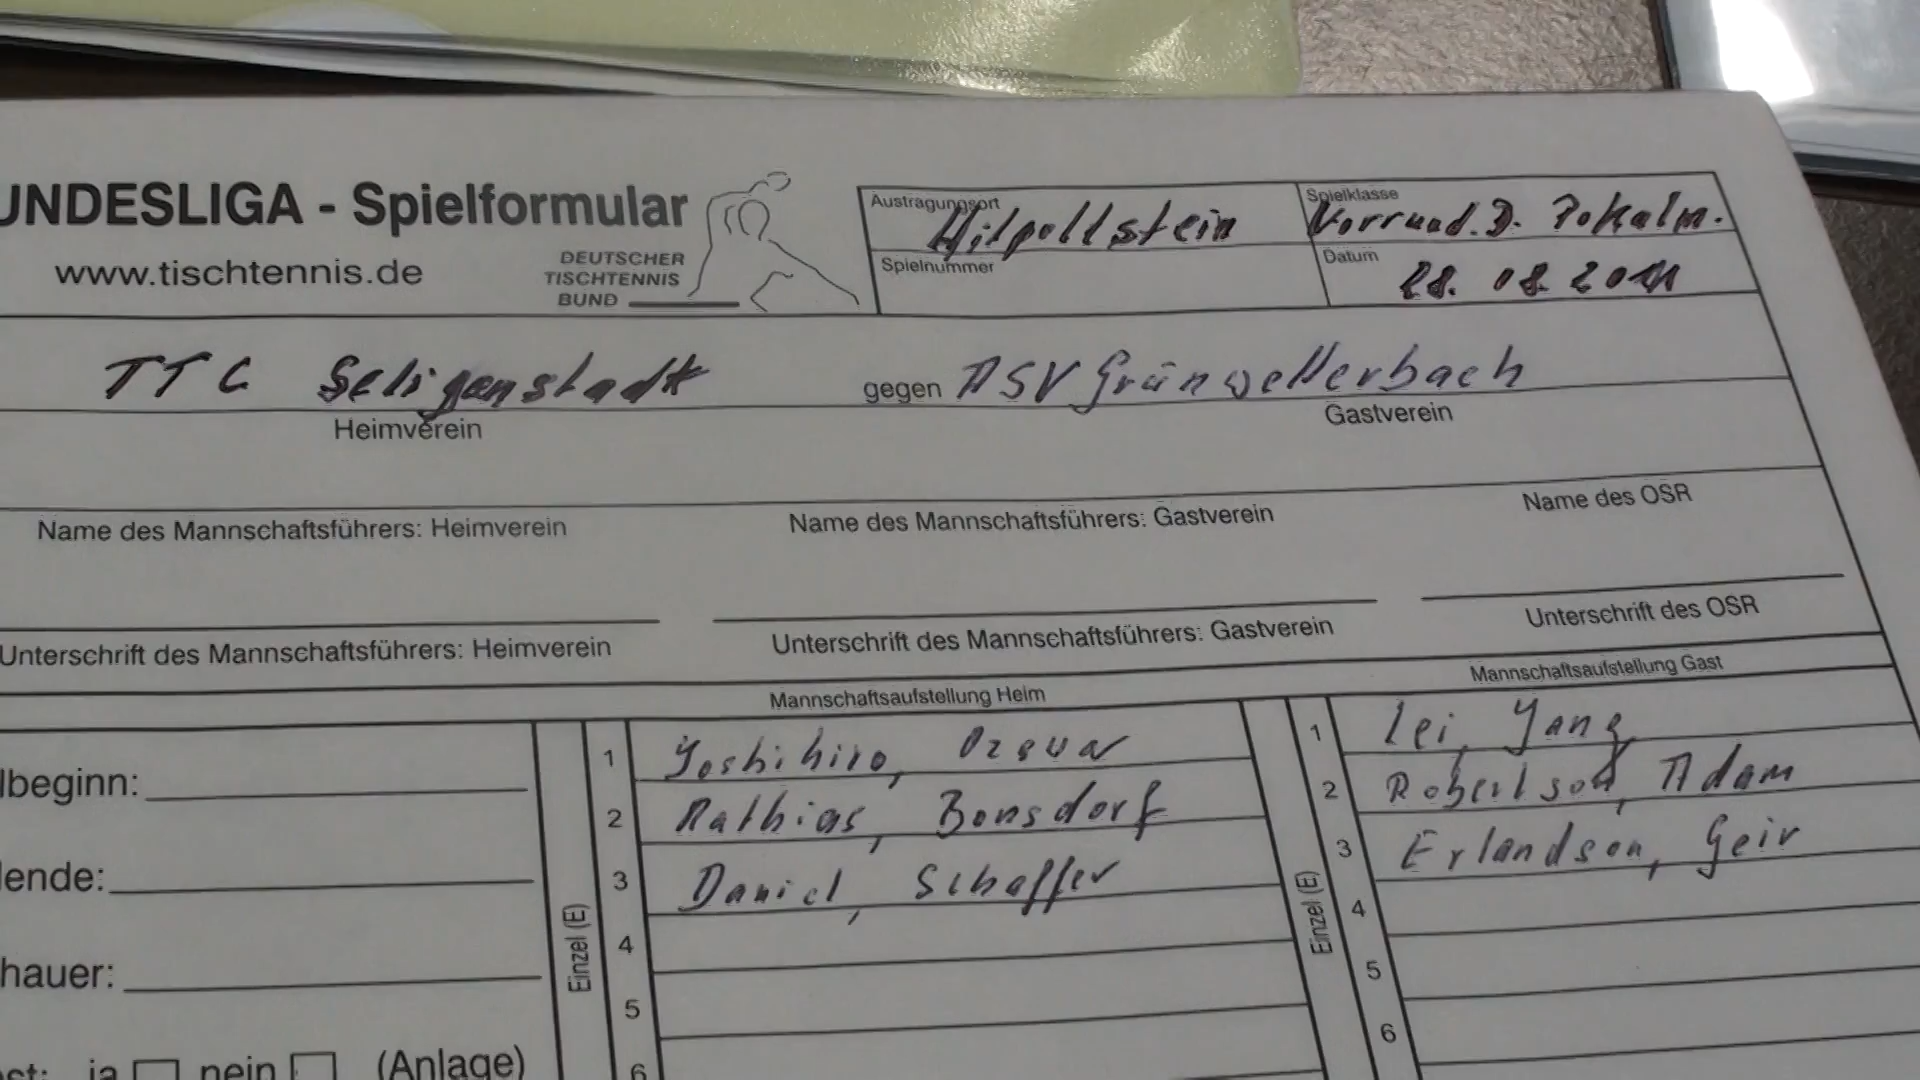 UNDESLIGA - Spielformular
www.tischtennis.de
DEUTSCHER
TISCHTENNIS
BUND
Austragungsort
Hilpoltstein
Spielklasse
Vorrund. D. Pokalm.
Spielnummer
Datum
28. 08. 2011
TTC Seligenstadt
gegen ASV Grünwettersbach
Heimverein
Gastverein
Name des Mannschaftsführers: Heimverein
Name des Mannschaftsführers: Gastverein
Name des OSR
Unterschrift des Mannschaftsführers: Heimverein
Unterschrift des Mannschaftsführers: Gastverein
Unterschrift des OSR
Mannschaftsaufstellung Heim
Mannschaftsaufstellung Gast
lbeginn:
lende:
hauer:
ja nein (Anlage)
Einzel (E)
1 Yoshihiro,
2 Mathias, Bonsdorf
3 Daniel, Schaffer
4
5
6
Einzel (E)
1 Lei, Yang
2 Robertson, Adam
3 Erlandsen, Geir
4
5
6